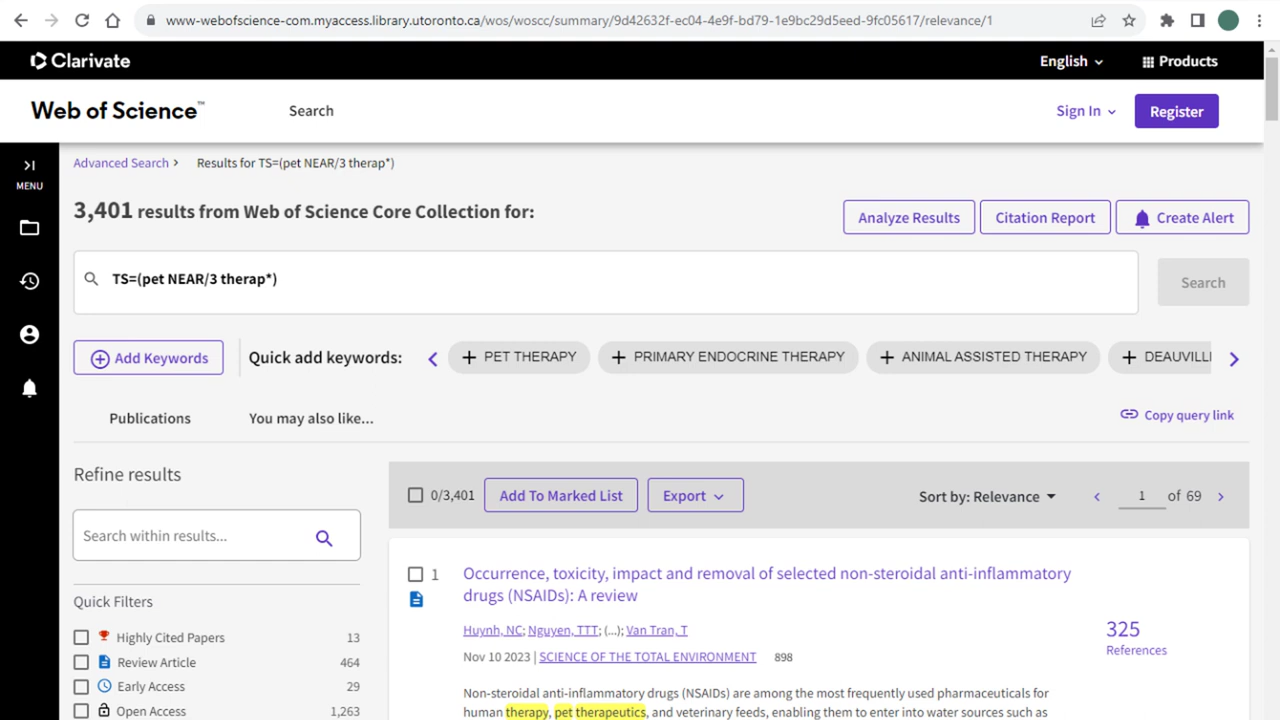 www-webofscience-com.myaccess.library.utoronto.ca/wos/woscc/summary/9d42632f-ec04-4e9f-bd79-1e9bc29d5eed-9fc05617/relevance/1
Clarivate
English
Products
Web of Science™
Search
Sign In
Register
MENU
Advanced Search > Results for TS=(pet NEAR/3 therap*)
3,401 results from Web of Science Core Collection for:
Analyze Results
Citation Report
Create Alert
TS=(pet NEAR/3 therap*)
Search
Add Keywords
Quick add keywords:
+ PET THERAPY
+ PRIMARY ENDOCRINE THERAPY
+ ANIMAL ASSISTED THERAPY
+ DEAUVILL
Publications
You may also like...
Copy query link
Refine results
0/3,401
Add To Marked List
Export
Sort by: Relevance
1 of 69
Search within results...
Quick Filters
Highly Cited Papers 13
Review Article 464
Early Access 29
Open Access 1,263
1
Occurrence, toxicity, impact and removal of selected non-steroidal anti-inflammatory
drugs (NSAIDs): A review
Huynh, NC; Nguyen, TTT; (...); Van Tran, T
Nov 10 2023 | SCIENCE OF THE TOTAL ENVIRONMENT 898
325
References
Non-steroidal anti-inflammatory drugs (NSAIDs) are among the most frequently used pharmaceuticals for
human therapy, pet therapeutics, and veterinary feeds, enabling them to enter into water sources such as